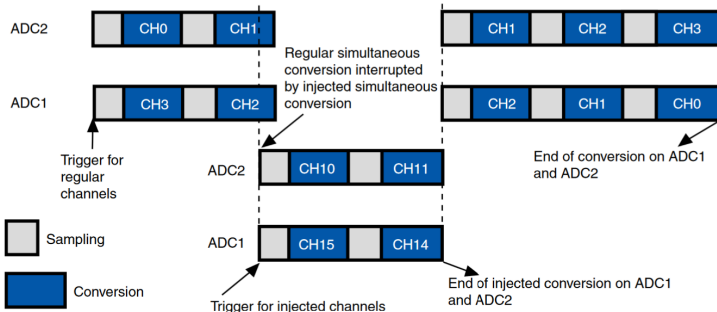 ADC2
CH0
CH1
CH1
CH2
CH3
Regular simultaneous
conversion interrupted
by injected simultaneous
conversion
ADC1
CH3
CH2
CH2
CH1
CH0
Trigger for
regular
channels
End of conversion on ADC1
and ADC2
ADC2
CH10
CH11
Sampling
ADC1
CH15
CH14
Conversion
Trigger for injected channels
End of injected conversion on ADC1
and ADC2